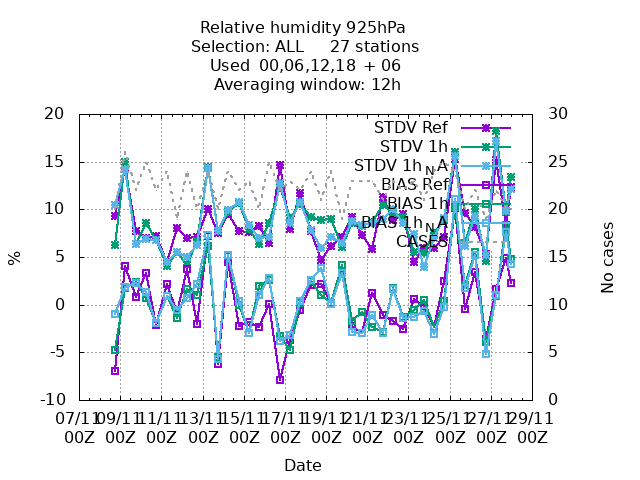 Relative humidity 925hPa
Selection: ALL 27 stations
Used 00,06,12,18 + 06
Averaging window: 12h
20 30
STDV Ref
STDV 1h
15 25
STDV 1h_N A
BIAS Ref
10 20
BIAS 1h
BIAS 1h_N A
CASES
5 15
% No cases
0 10
-5 5
-10 0
07/11 09/11 11/11 13/11 15/11 17/11 19/11 21/11 23/11 25/11 27/11 29/11
00Z 00Z 00Z 00Z 00Z 00Z 00Z 00Z 00Z 00Z 00Z 00Z
Date